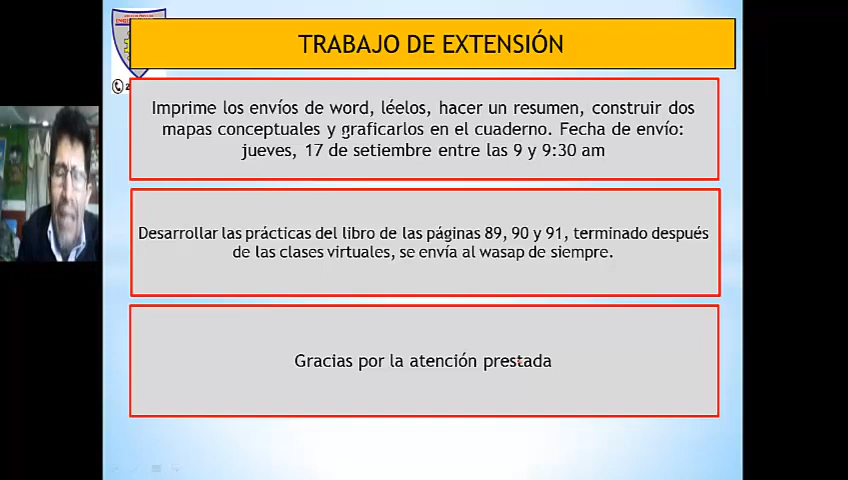 TRABAJO DE EXTENSIÓN
Imprime los envíos de word, léelos, hacer un resumen, construir dos
mapas conceptuales y graficarlos en el cuaderno. Fecha de envío:
jueves, 17 de setiembre entre las 9 y 9:30 am
Desarrollar las prácticas del libro de las páginas 89, 90 y 91, terminado después
de las clases virtuales, se envía al wasap de siempre.
Gracias por la atención prestada